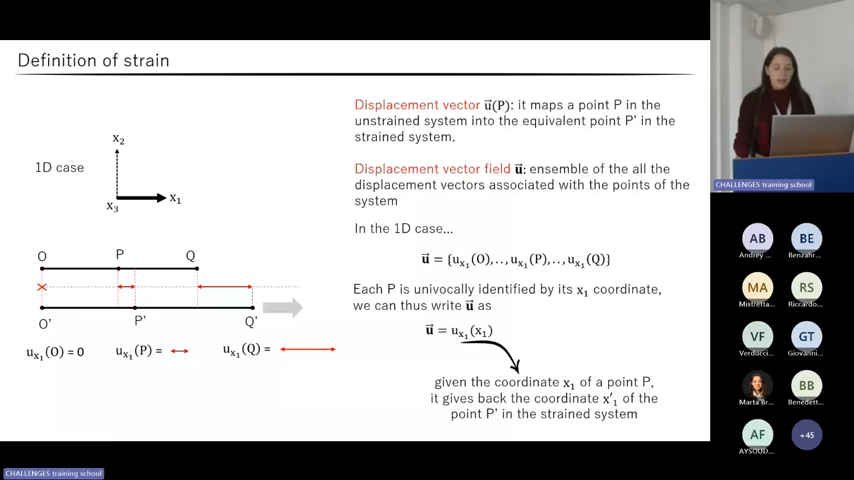 Definition of strain
1D case
x₂
x₁
x₃
O
P
Q
O'
P'
Q'
uₓ₁(O) = 0
uₓ₁(P) =
uₓ₁(Q) =
Displacement vector u⃗(P): it maps a point P in the
unstrained system into the equivalent point P' in the
strained system.
Displacement vector field u⃗: ensemble of the all the
displacement vectors associated with the points of the
system
In the 1D case…
u⃗ = {uₓ₁(O), . . , uₓ₁(P), . . , uₓ₁(Q)}
Each P is univocally identified by its x₁ coordinate,
we can thus write u⃗ as
u⃗ = uₓ₁(x₁)
given the coordinate x₁ of a point P,
it gives back the coordinate x′₁ of the
point P' in the strained system
CHALLENGES training school
AB
Andrey ...
BE
Benzahr...
MA
Mistretta...
RS
Riccardo...
VF
Verducci...
GT
Giovanni...
Marta Br...
BB
Benedett...
AF
AYSOUD...
+45
CHALLENGES training school